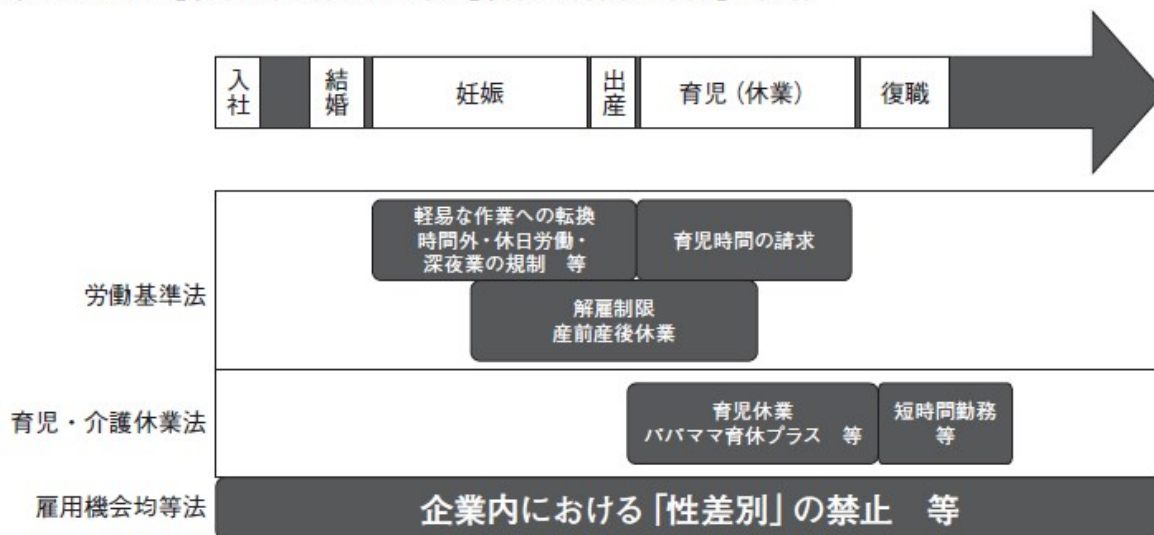 入社
結婚
妊娠
出産
育児（休業）
復職
労働基準法
軽易な作業への転換
時間外・休日労働・
深夜業の規制　等
育児時間の請求
解雇制限
産前産後休業
育児・介護休業法
育児休業
パパママ育休プラス　等
短時間勤務
等
雇用機会均等法
企業内における「性差別」の禁止　等